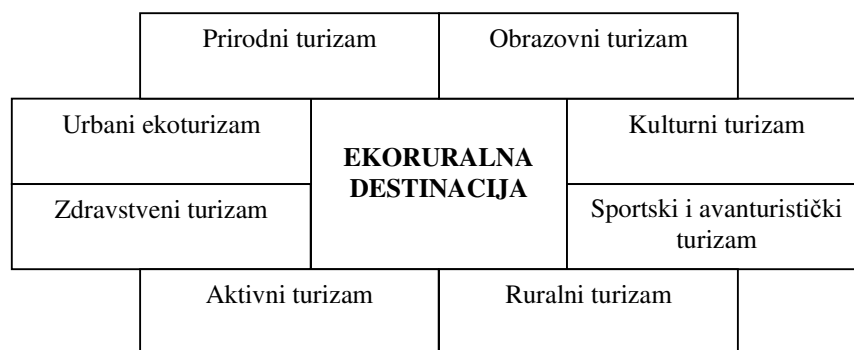 Prirodni turizam
Obrazovni turizam
Urbani ekoturizam
EKORURALNA
DESTINACIJA
Kulturni turizam
Zdravstveni turizam
Sportski i avanturistički
turizam
Aktivni turizam
Ruralni turizam